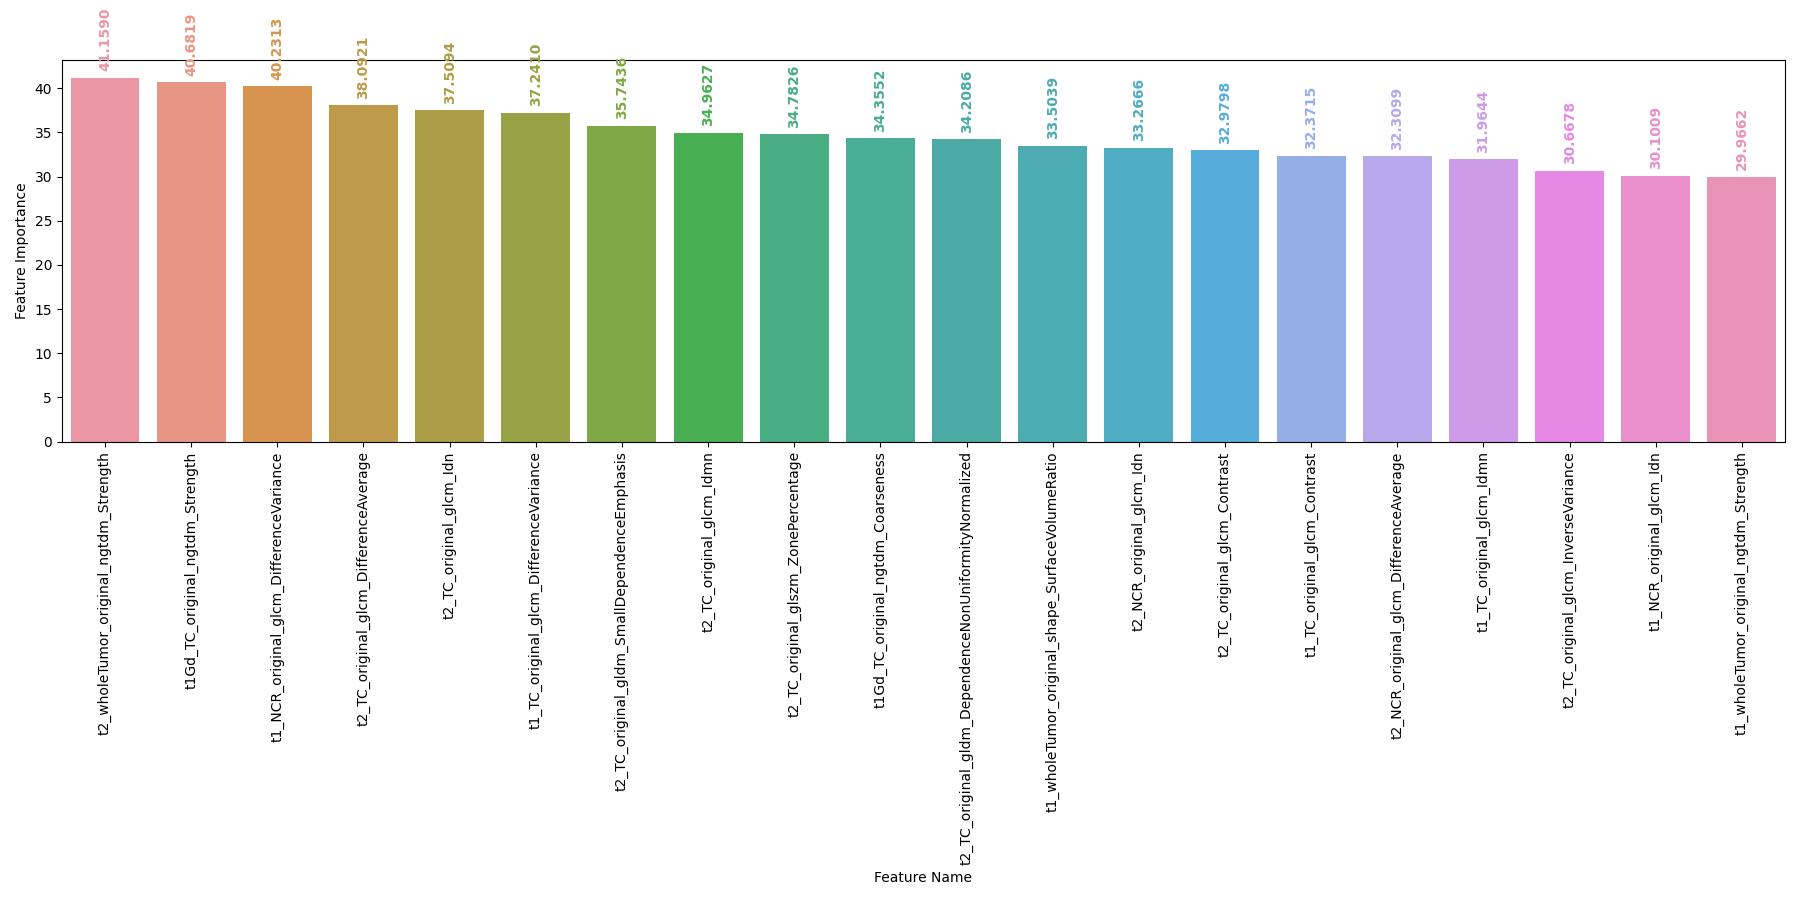 41.1590
40.6819
40.2313
38.0921
37.5094
37.2410
35.7436
34.9627
34.7826
34.3552
34.2086
33.5039
33.2666
32.9798
32.3715
32.3099
31.9644
30.6678
30.1009
29.9662
Feature Importance
40
35
30
25
20
15
10
5
0
t2_wholeTumor_original_ngtdm_Strength
t1Gd_TC_original_ngtdm_Strength
t1_NCR_original_glcm_DifferenceVariance
t2_TC_original_glcm_DifferenceAverage
t2_TC_original_glcm_Idn
t1_TC_original_glcm_DifferenceVariance
t2_TC_original_gldm_SmallDependenceEmphasis
t2_TC_original_glcm_Idmn
t2_TC_original_glszm_ZonePercentage
t1Gd_TC_original_ngtdm_Coarseness
t2_TC_original_gldm_DependenceNonUniformityNormalized
t1_wholeTumor_original_shape_SurfaceVolumeRatio
t2_NCR_original_glcm_Idn
t2_TC_original_glcm_Contrast
t1_TC_original_glcm_Contrast
t2_NCR_original_glcm_DifferenceAverage
t1_TC_original_glcm_Idmn
t2_TC_original_glcm_InverseVariance
t1_NCR_original_glcm_Idn
t1_wholeTumor_original_ngtdm_Strength
Feature Name